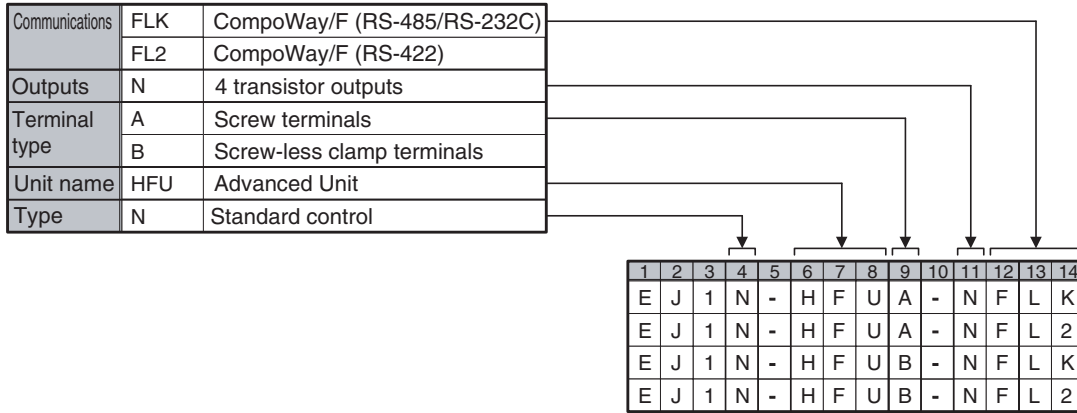 Communications FLK CompoWay/F (RS-485/RS-232C)
FL2 CompoWay/F (RS-422)
Outputs N 4 transistor outputs
Terminal type A Screw terminals
B Screw-less clamp terminals
Unit name HFU Advanced Unit
Type N Standard control
1 2 3 4 5 6 7 8 9 10 11 12 13 14
E J 1 N - H F U A - N F L K
E J 1 N - H F U A - N F L 2
E J 1 N - H F U B - N F L K
E J 1 N - H F U B - N F L 2